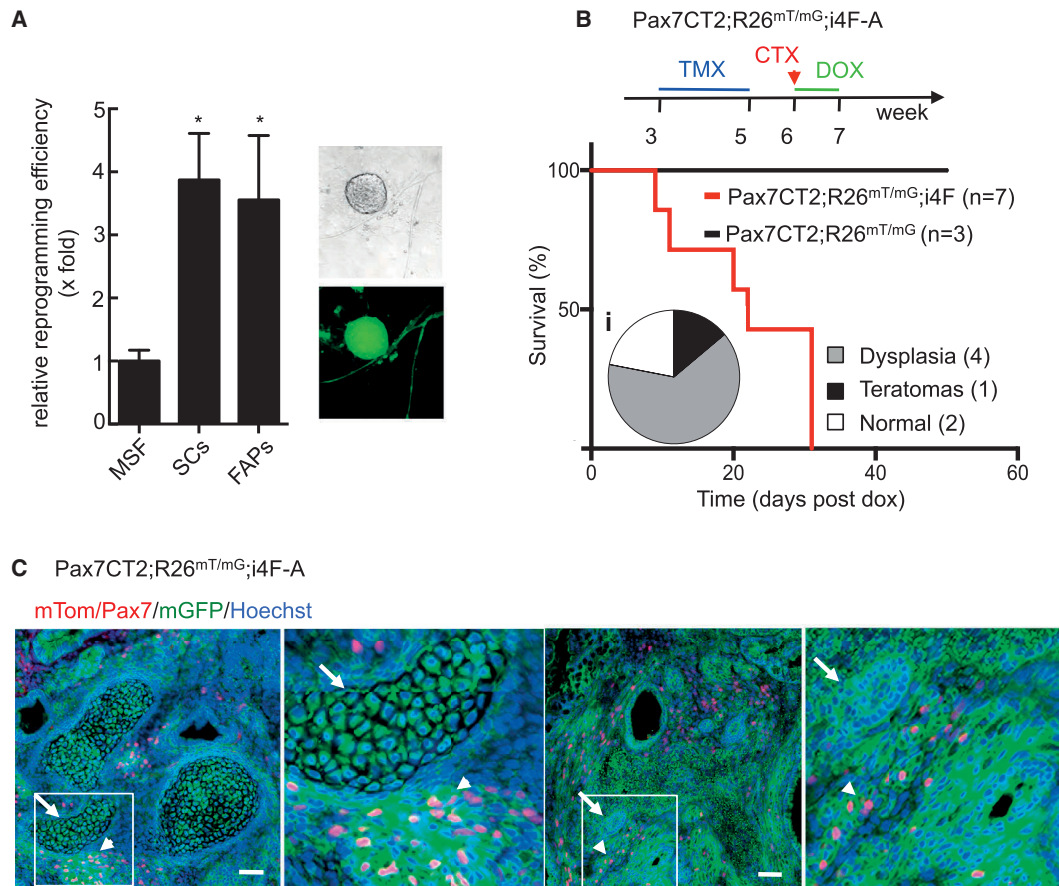 A
relative reprogramming efficiency
(x fold)
5
4
3
2
1
0
*
*
MSF
SCs
FAPs
B
Pax7CT2;R26mT/mG;i4F-A
TMX
CTX
DOX
week
3
5
6
7
Survival (%)
100
50
Pax7CT2;R26mT/mG;i4F (n=7)
Pax7CT2;R26mT/mG (n=3)
i
Dysplasia (4)
Teratomas (1)
Normal (2)
0
20
40
60
Time (days post dox)
C
Pax7CT2;R26mT/mG;i4F-A
mTom/Pax7/mGFP/Hoechst